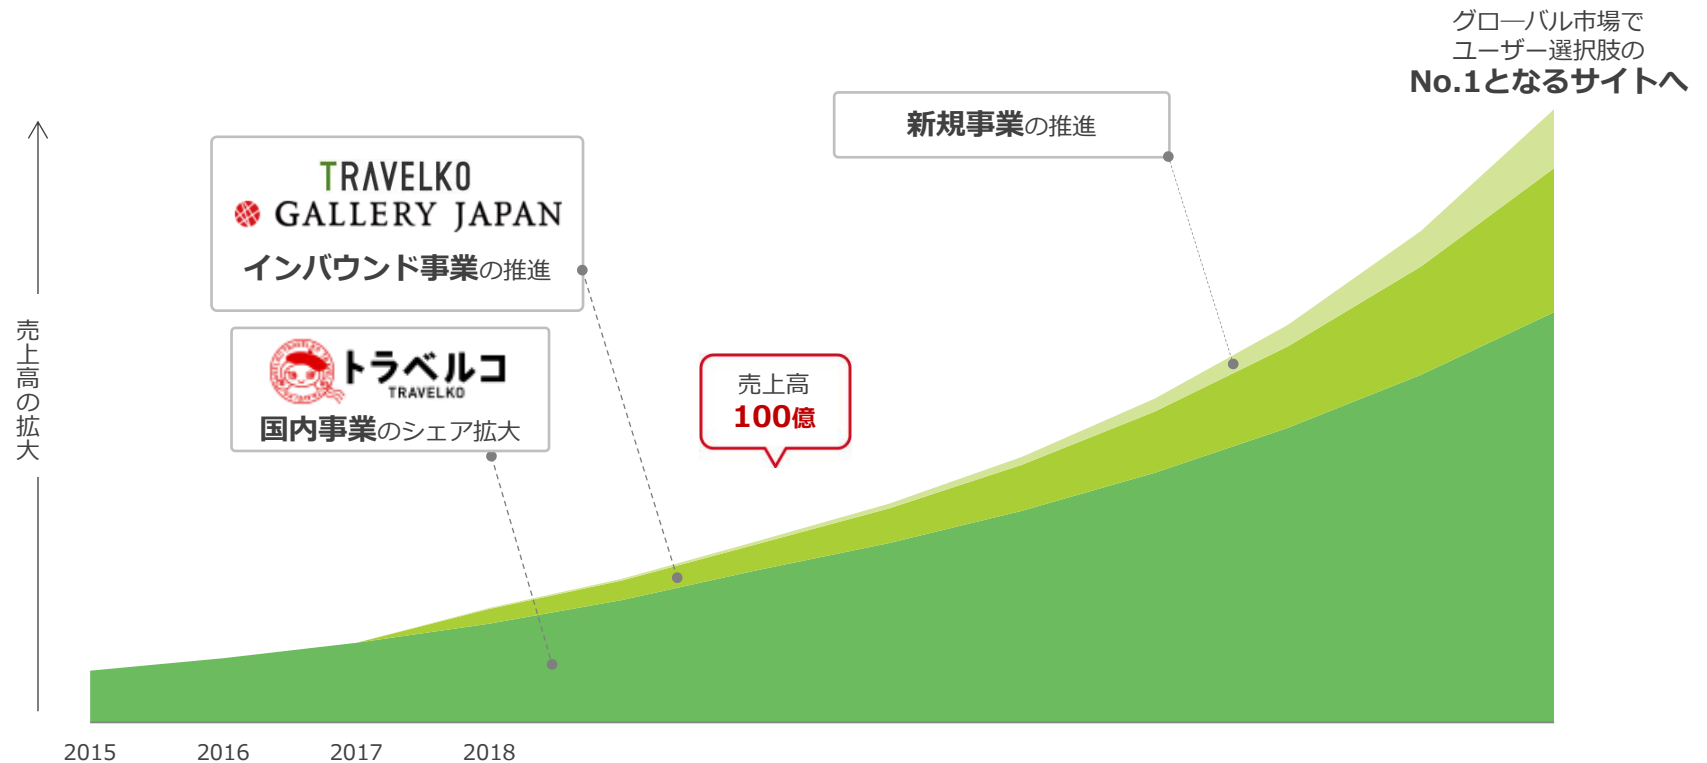 グローバル市場で
ユーザー選択肢の
No.1となるサイトへ
新規事業の推進
TRAVELKO
GALLERY JAPAN
インバウンド事業の推進
トラベルコ
TRAVELKO
国内事業のシェア拡大
売上高
100億
売上高の拡大
2015 2016 2017 2018